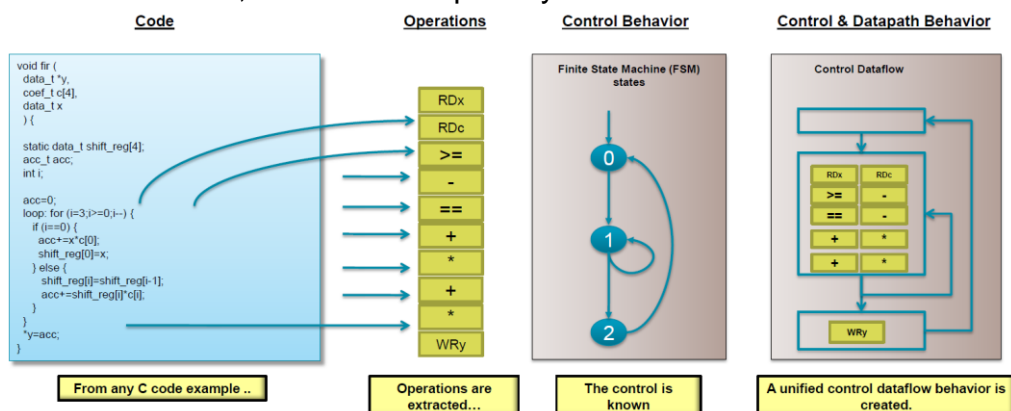 Code
Operations
Control Behavior
Control & Datapath Behavior
void fir (
data_t *y,
coef_t c[4],
data_t x
) {
static data_t shift_reg[4];
acc_t acc;
int i;
acc=0;
loop: for (i=3;i>=0;i--) {
if (i==0) {
acc+=x*c[0];
shift_reg[0]=x;
} else {
shift_reg[i]=shift_reg[i-1];
acc+=shift_reg[i]*c[i];
}
}
*y=acc;
}
From any C code example ..
RDx
RDc
>=
-
==
+
*
+
*
WRy
Operations are
extracted…
Finite State Machine (FSM)
states
0
1
2
The control is
known
Control Dataflow
RDx RDc
>= -
== -
+ *
+ *
WRy
A unified control dataflow behavior is
created.